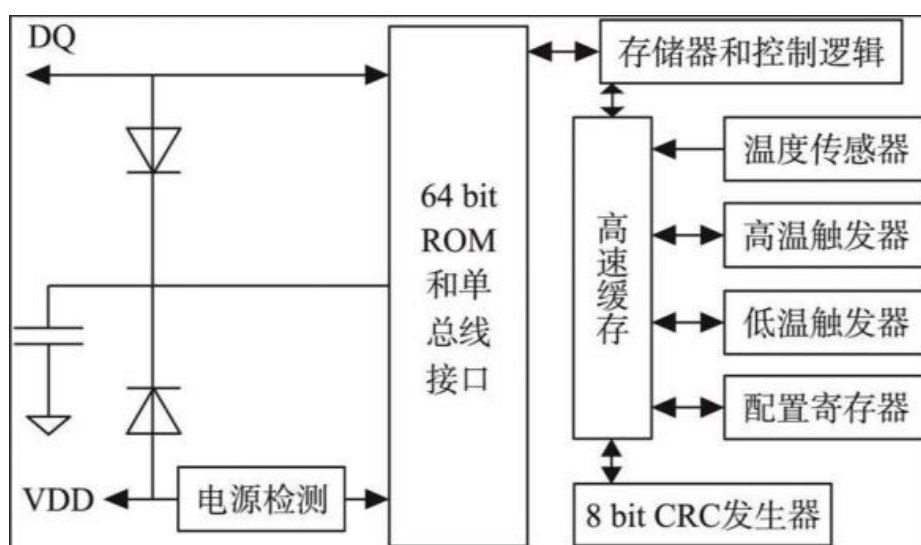 DQ
存储器和控制逻辑
温度传感器
64 bit
ROM
和单
总线
接口
高
速
缓
存
高温触发器
低温触发器
配置寄存器
VDD
电源检测
8 bit CRC发生器